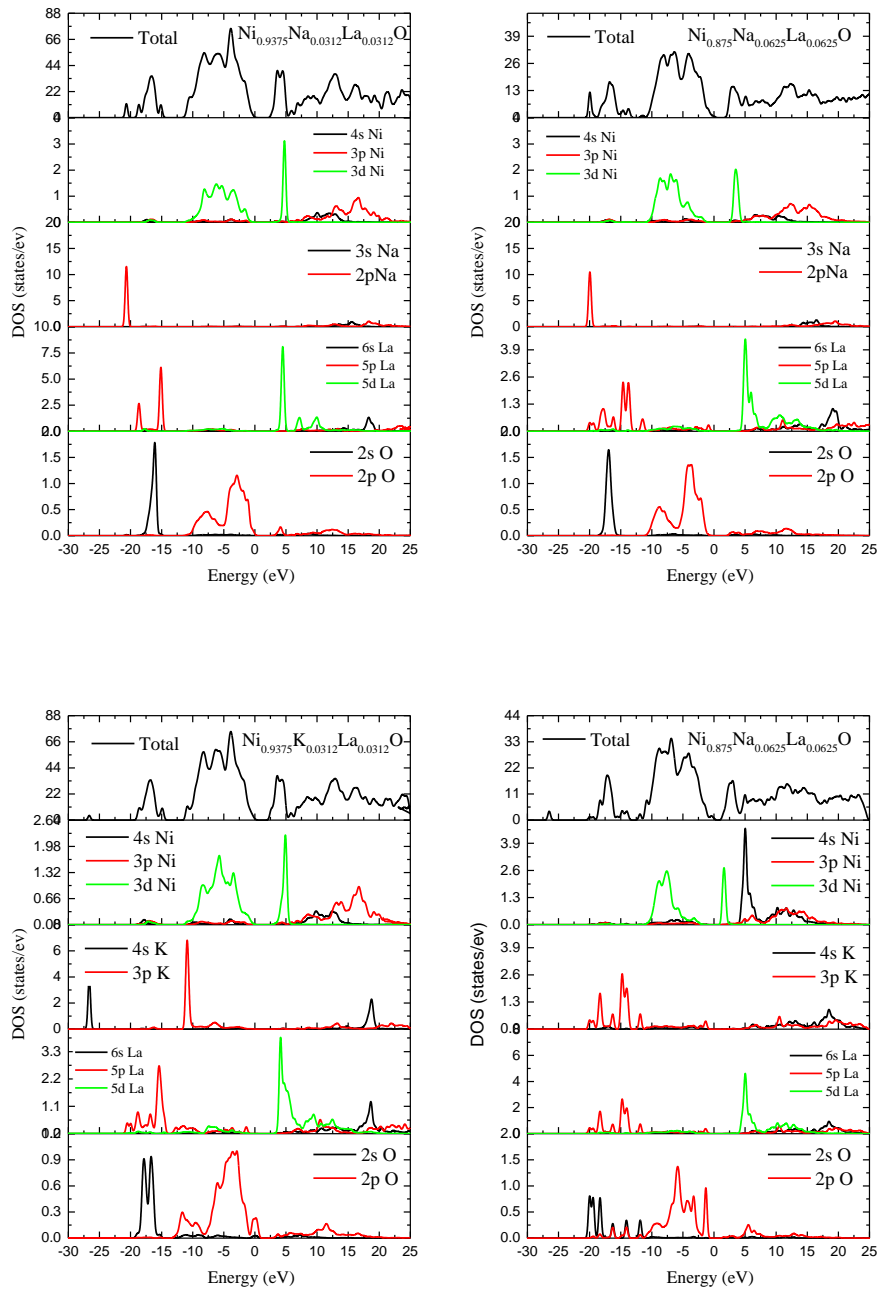 Total
Ni0.9375Na0.0312La0.0312O
88
66
44
22
4s Ni
3p Ni
3d Ni
3
2
1
20
3s Na
2pNa
15
10
5
10.0
6s La
5p La
5d La
7.5
5.0
2.5
2.0
2s O
2p O
1.5
1.0
0.5
0.0
-30 -25 -20 -15 -10 -5 0 5 10 15 20 25
Energy (eV)
DOS (states/ev)
Total
Ni0.875Na0.0625La0.0625O
39
26
13
4s Ni
3p Ni
3d Ni
3
2
1
20
3s Na
2pNa
15
10
5
6s La
5p La
5d La
3.9
2.6
1.3
2.0
2s O
2p O
1.5
1.0
0.5
0.0
-30 -25 -20 -15 -10 -5 0 5 10 15 20 25
Energy (eV)
DOS (states/ev)
Total
Ni0.9375K0.0312La0.0312O
88
66
44
22
2.64
4s Ni
3p Ni
3d Ni
1.98
1.32
0.66
4s K
3p K
6
4
2
6s La
5p La
5d La
3.3
2.2
1.1
1.2
2s O
2p O
0.9
0.6
0.3
0.0
-30 -25 -20 -15 -10 -5 0 5 10 15 20 25
Energy (eV)
DOS (states/ev)
Total
Ni0.875Na0.0625La0.0625O
44
33
22
11
0
4s Ni
3p Ni
3d Ni
3.9
2.6
1.3
0.0
4s K
3p K
3.9
2.6
1.3
6s La
5p La
5d La
6
4
2
2.0
2s O
2p O
1.5
1.0
0.5
0.0
-30 -25 -20 -15 -10 -5 0 5 10 15 20 25
Energy (eV)
DOS (states/ev)